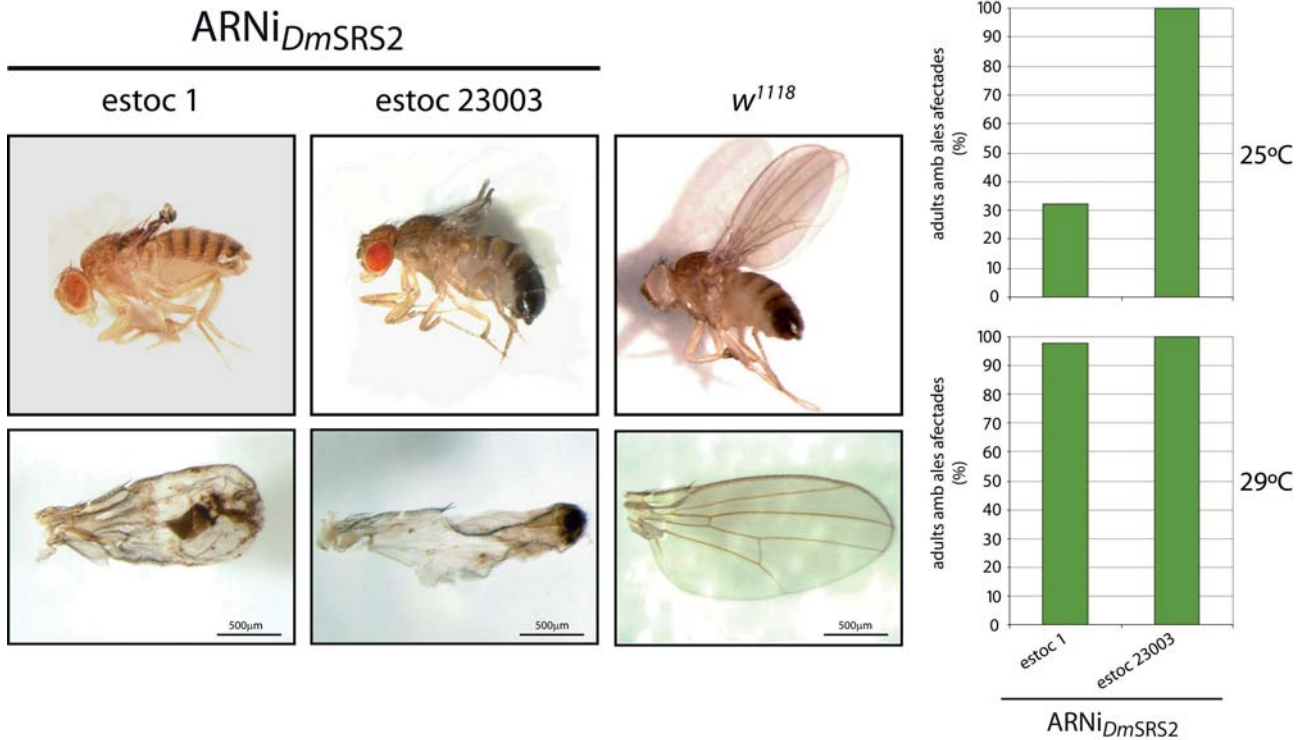 ARNiDmSRS2
estoc 1
estoc 23003
w1118
500µm
500µm
500µm
adults amb ales afectades
(%)
100
90
80
70
60
50
40
30
20
10
0
25ºC
adults amb ales afectades
(%)
100
90
80
70
60
50
40
30
20
10
0
29ºC
estoc 1
estoc 23003
ARNiDmSRS2